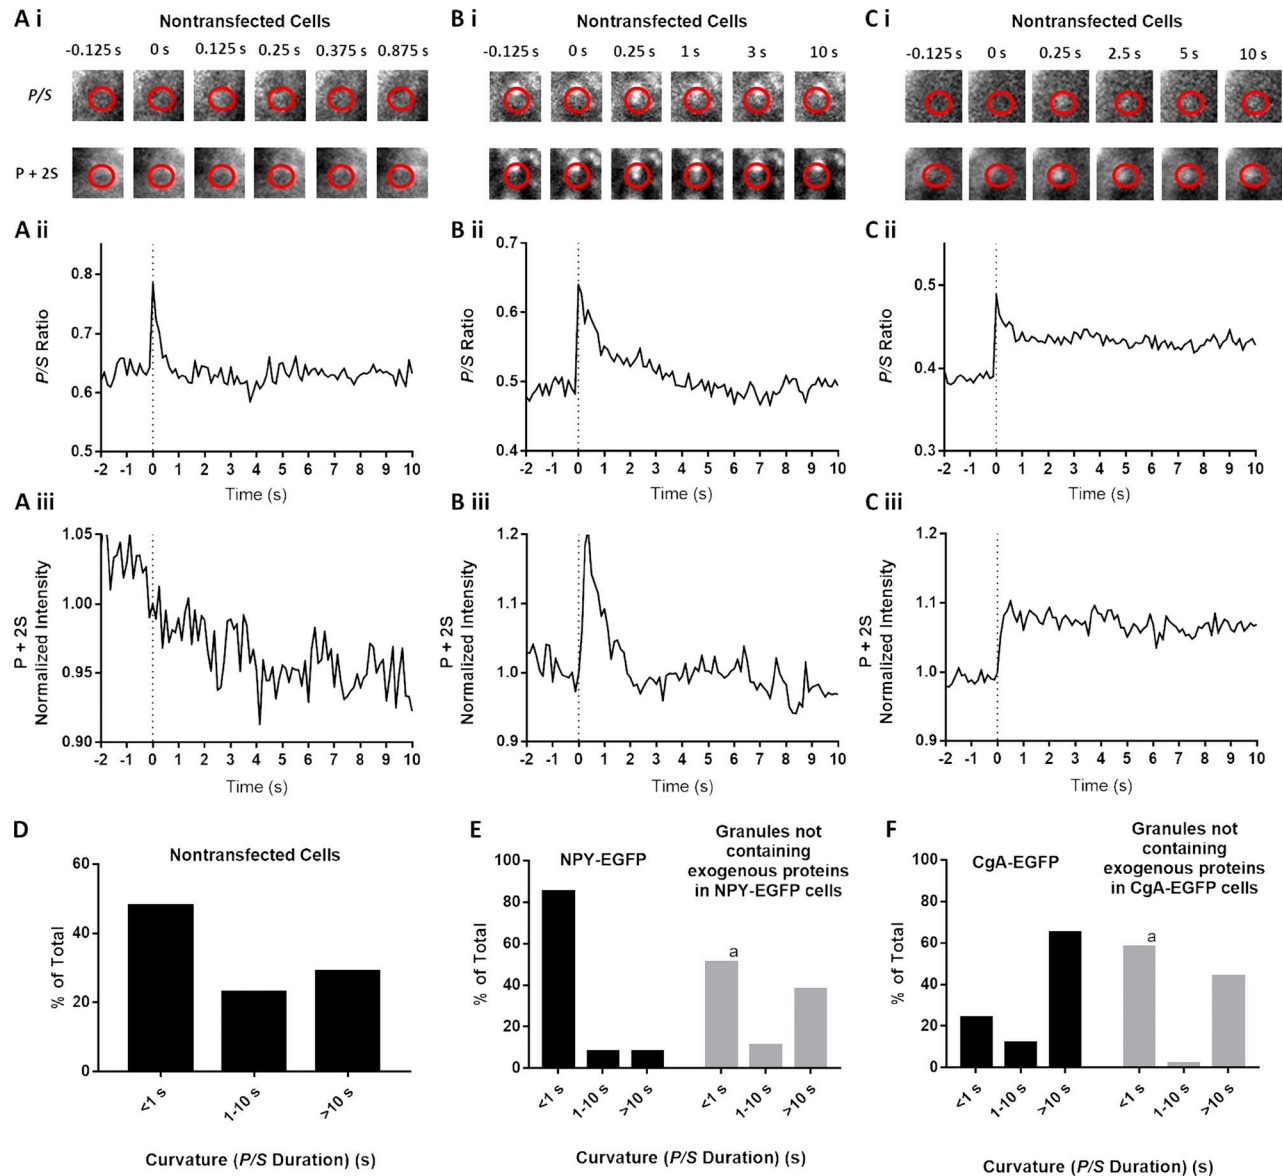 A i
Nontransfected Cells
-0.125 s 0 s 0.125 s 0.25 s 0.375 s 0.875 s
P/S
P + 2S
B i
Nontransfected Cells
-0.125 s 0 s 0.25 s 1 s 3 s 10 s
C i
Nontransfected Cells
-0.125 s 0 s 0.25 s 2.5 s 5 s 10 s
A ii
P/S Ratio
0.8
0.7
0.6
0.5
-2 -1 0 1 2 3 4 5 6 7 8 9 10
Time (s)
B ii
P/S Ratio
0.7
0.6
0.5
0.4
-2 -1 0 1 2 3 4 5 6 7 8 9 10
Time (s)
C ii
P/S Ratio
0.5
0.4
0.3
-2 -1 0 1 2 3 4 5 6 7 8 9 10
Time (s)
A iii
P + 2S
Normalized Intensity
1.05
1.00
0.95
0.90
-2 -1 0 1 2 3 4 5 6 7 8 9 10
Time (s)
B iii
P + 2S
Normalized Intensity
1.2
1.1
1.0
0.9
-2 -1 0 1 2 3 4 5 6 7 8 9 10
Time (s)
C iii
P + 2S
Normalized Intensity
1.2
1.1
1.0
0.9
-2 -1 0 1 2 3 4 5 6 7 8 9 10
Time (s)
D
Nontransfected Cells
% of Total
60
40
20
0
<1 s 1-10 s >10 s
Curvature (P/S Duration) (s)
E
NPY-EGFP
Granules not
containing
exogenous proteins
in NPY-EGFP cells
% of Total
100
80
60
40
20
0
a
<1 s 1-10 s >10 s <1 s 1-10 s >10 s
Curvature (P/S Duration) (s)
F
CgA-EGFP
Granules not
containing
exogenous proteins
in CgA-EGFP cells
% of Total
100
80
60
40
20
0
a
<1 s 1-10 s >10 s <1 s 1-10 s >10 s
Curvature (P/S Duration) (s)